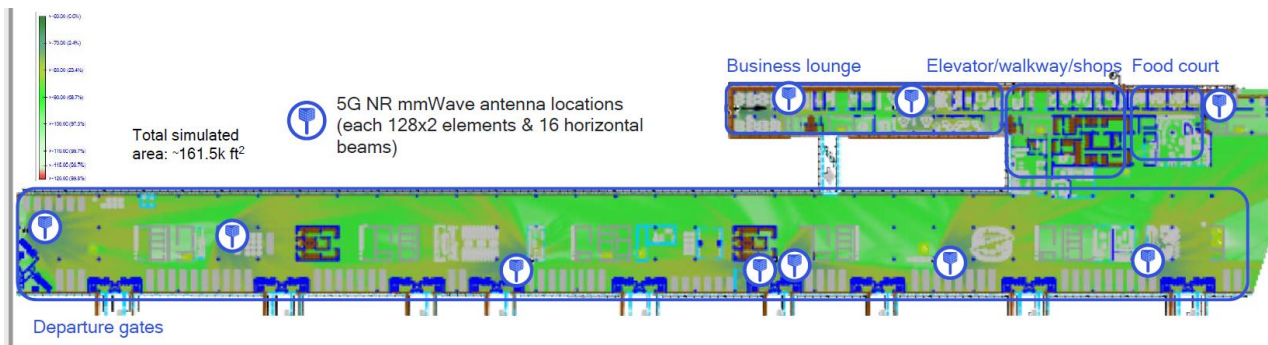 Business lounge
Elevator/walkway/shops
Food court
5G NR mmWave antenna locations
(each 128x2 elements & 16 horizontal
beams)
Total simulated
area: ~161.5k ft²
Departure gates